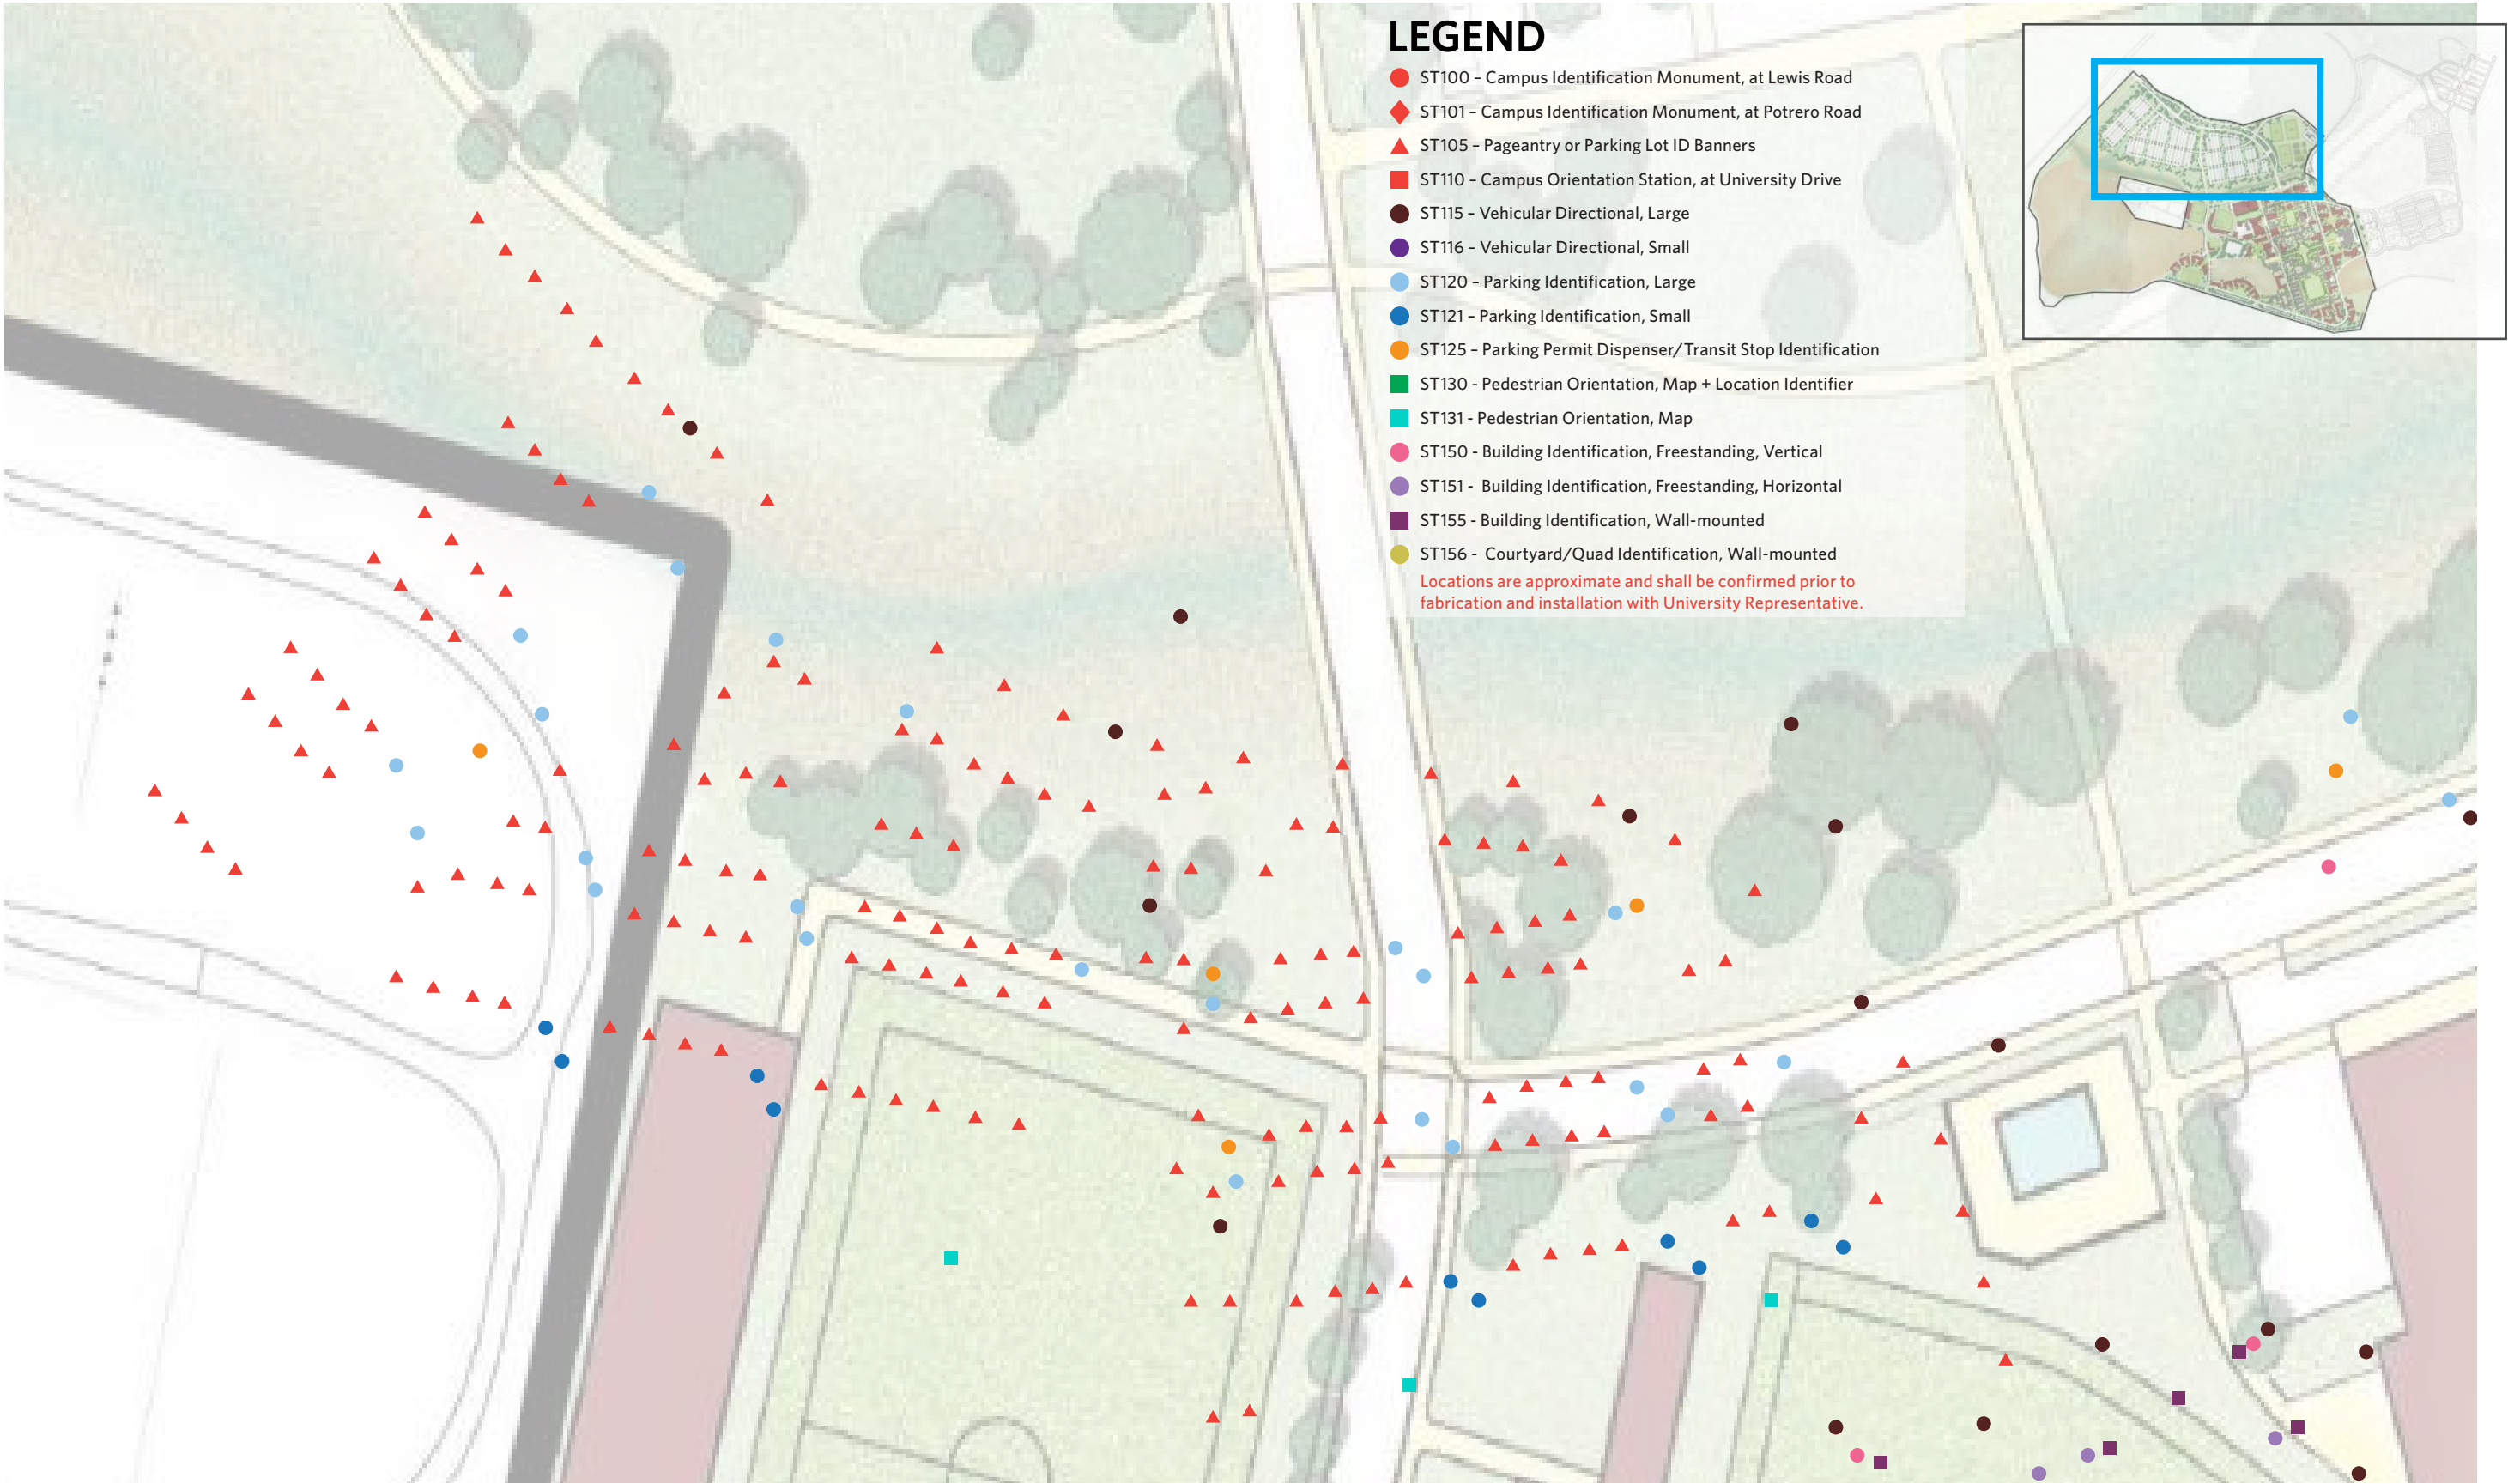 LEGEND
ST100 – Campus Identification Monument, at Lewis Road
ST101 – Campus Identification Monument, at Potrero Road
ST105 – Pageantry or Parking Lot ID Banners
ST110 – Campus Orientation Station, at University Drive
ST115 – Vehicular Directional, Large
ST116 – Vehicular Directional, Small
ST120 – Parking Identification, Large
ST121 – Parking Identification, Small
ST125 – Parking Permit Dispenser/Transit Stop Identification
ST130 - Pedestrian Orientation, Map + Location Identifier
ST131 - Pedestrian Orientation, Map
ST150 - Building Identification, Freestanding, Vertical
ST151 - Building Identification, Freestanding, Horizontal
ST155 - Building Identification, Wall-mounted
ST156 - Courtyard/Quad Identification, Wall-mounted
Locations are approximate and shall be confirmed prior to
fabrication and installation with University Representative.